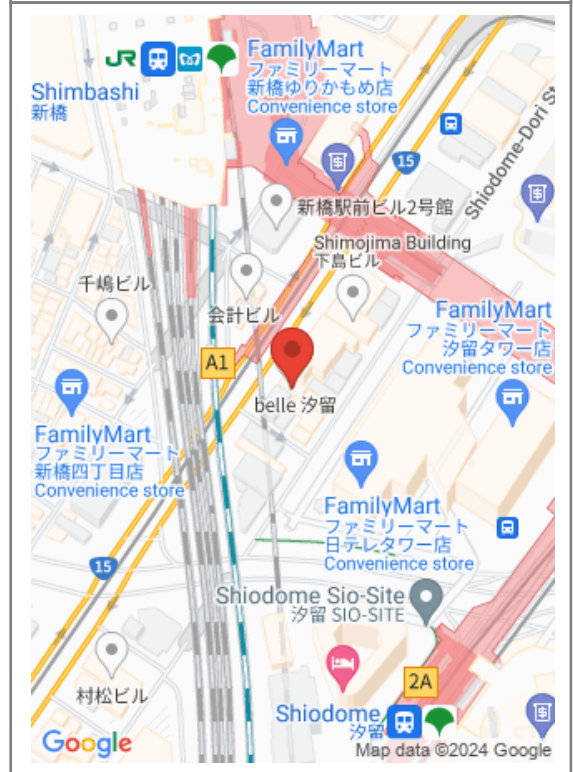 JR
FamilyMart
ファミリーマート
新橋ゆりかもめ店
Convenience store
Shimbashi
新橋
15
Shiodome-Dori St
新橋駅前ビル2号館
Shimojima Building
下島ビル
千嶋ビル
会計ビル
FamilyMart
ファミリーマート
汐留タワー店
Convenience store
A1
belle 汐留
FamilyMart
ファミリーマート
新橋四丁目店
Convenience store
FamilyMart
ファミリーマート
日テレタワー店
Convenience store
15
Shiodome Sio-Site
汐留 SIO-SITE
村松ビル
2A
Shiodome
汐留
Google
Map data ©2024 Google